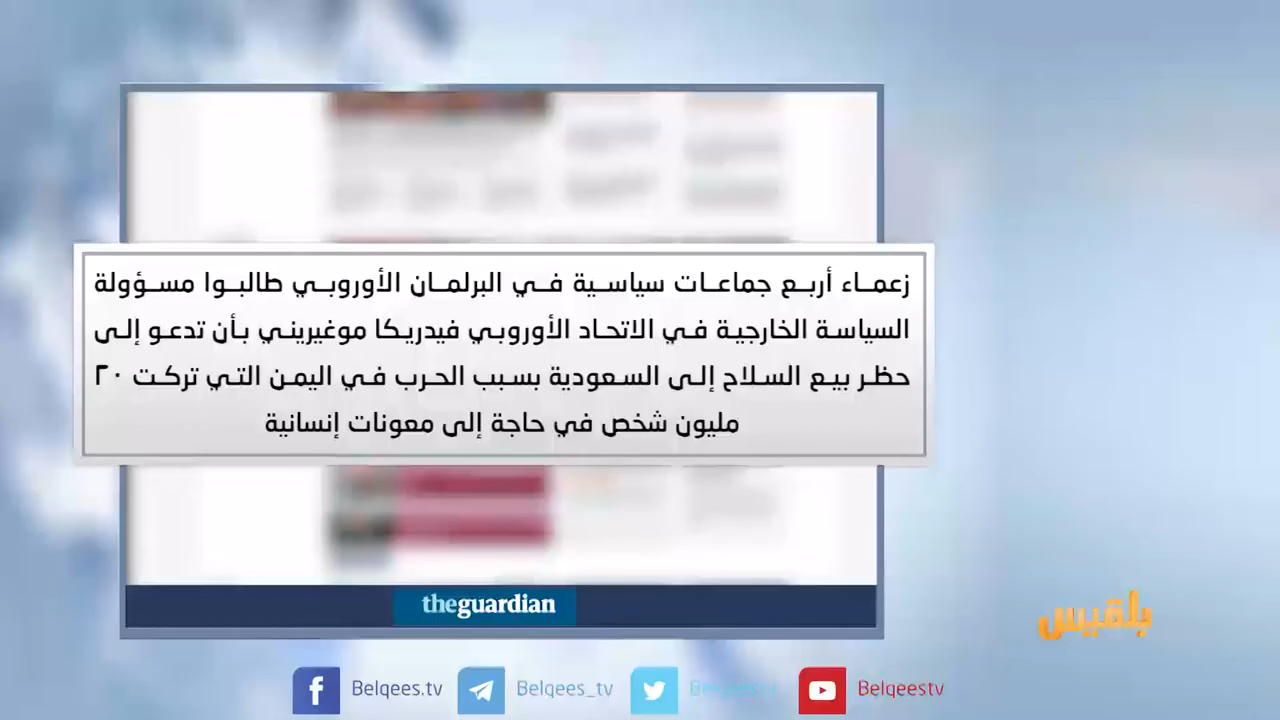 زعماء أربع جماعات سياسية في البرلمان الأوروبي طالبوا مسؤولة
السياسة الخارجية في الاتحاد الأوروبي فيدريكا موغيريني بأن تدعو إلى
حظر بيع السلاح إلى السعودية بسبب الحرب في اليمن التي تركت ٢٠
مليون شخص في حاجة إلى معونات إنسانية
theguardian
بلقيس
Belqees.tv
Belqees_tv
Belqeestv